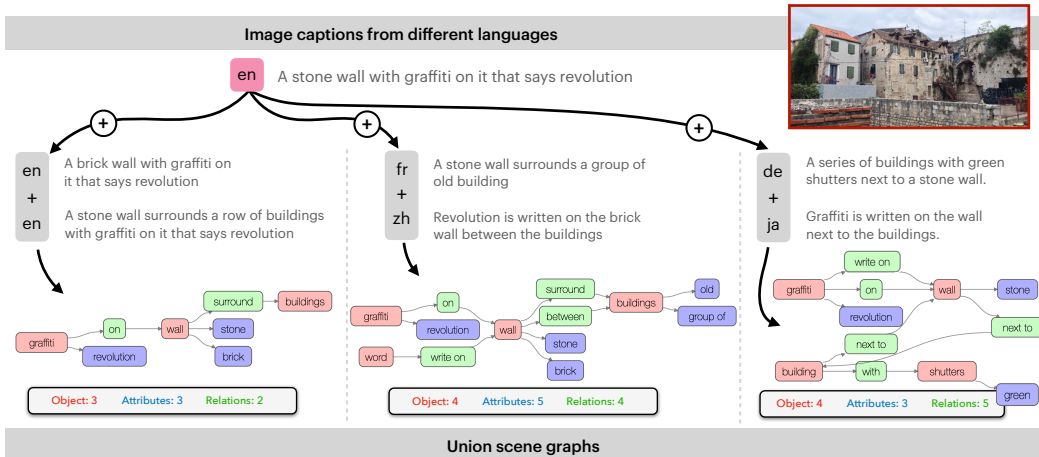 Image captions from different languages
en
A stone wall with graffiti on it that says revolution
+
+
+
en
+
en
A brick wall with graffiti on
it that says revolution
A stone wall surrounds a row of buildings
with graffiti on it that says revolution
fr
+
zh
A stone wall surrounds a group of
old building
Revolution is written on the brick
wall between the buildings
de
+
ja
A series of buildings with green
shutters next to a stone wall.
Graffiti is written on the wall
next to the buildings.
surround
buildings
on
wall
stone
graffiti
revolution
brick
Object: 3
Attributes: 3
Relations: 2
surround
old
on
buildings
graffiti
between
group of
revolution
wall
stone
word
write on
brick
Object: 4
Attributes: 5
Relations: 4
write on
graffiti
on
wall
stone
revolution
next to
next to
building
with
shutters
green
Object: 4
Attributes: 3
Relations: 5
Union scene graphs